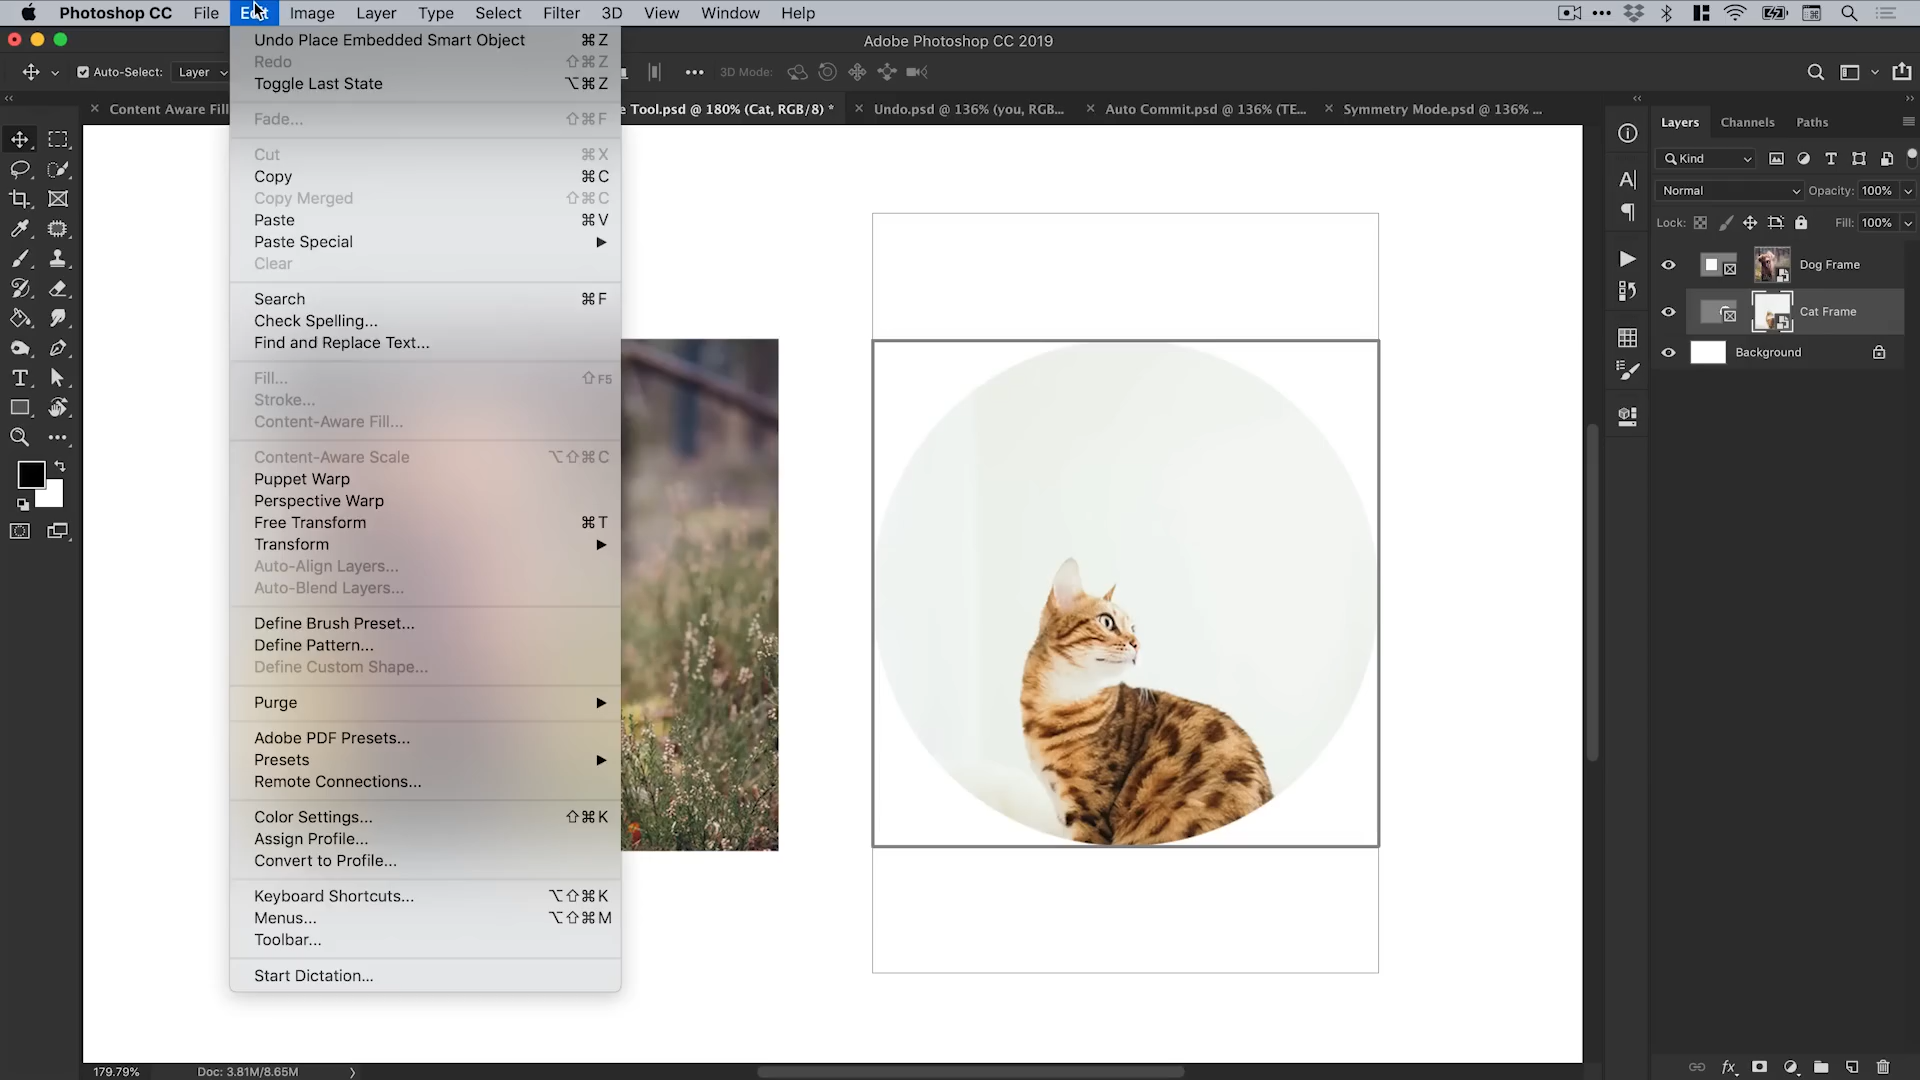 Photoshop CC File Edit Image Layer Type Select Filter 3D View Window Help
Adobe Photoshop CC 2019
Auto-Select: Layer 3D Mode:
Content Aware Fill
e Tool.psd @ 180% (Cat, RGB/8) *
Undo.psd @ 136% (you, RGB...
Auto Commit.psd @ 136% (TE...
Symmetry Mode.psd @ 136% ...
Undo Place Embedded Smart Object ⌘Z
Redo ⇧⌘Z
Toggle Last State ⌥⌘Z
Fade... ⇧⌘F
Cut ⌘X
Copy ⌘C
Copy Merged ⇧⌘C
Paste ⌘V
Paste Special
Clear
Search ⌘F
Check Spelling...
Find and Replace Text...
Fill... ⇧F5
Stroke...
Content-Aware Fill...
Content-Aware Scale ⌥⇧⌘C
Puppet Warp
Perspective Warp
Free Transform ⌘T
Transform
Auto-Align Layers...
Auto-Blend Layers...
Define Brush Preset...
Define Pattern...
Define Custom Shape...
Purge
Adobe PDF Presets...
Presets
Remote Connections...
Color Settings... ⇧⌘K
Assign Profile...
Convert to Profile...
Keyboard Shortcuts... ⌥⇧⌘K
Menus... ⌥⇧⌘M
Toolbar...
Start Dictation...
Layers Channels Paths
Kind
Normal Opacity: 100%
Lock: Fill: 100%
Dog Frame
Cat Frame
Background
179.79% Doc: 3.81M/8.65M